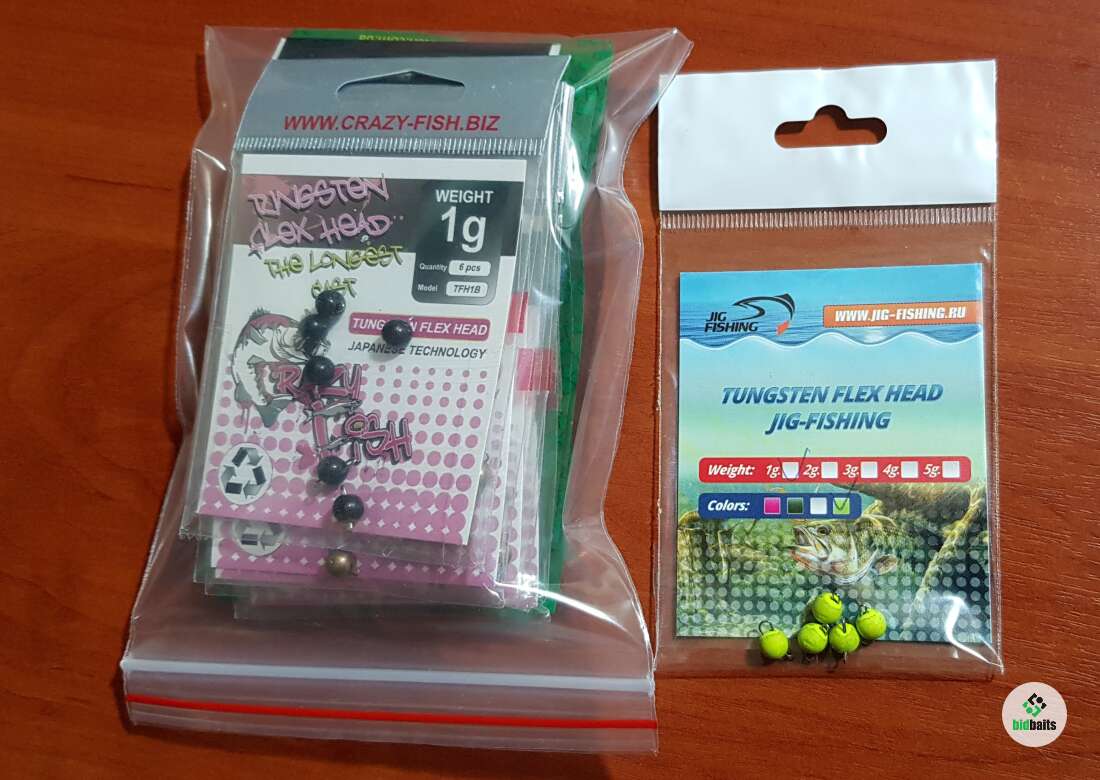 WWW.CRAZY-FISH.BIZ
TUNGSTEN
FLEX HEAD
THE LONGEST
CAST
WEIGHT
1g
Quantity 6 pcs
Model TFH1B
TUNGSTEN FLEX HEAD
JAPANESE TECHNOLOGY
CRAZY
FISH
JIG
FISHING
WWW.JIG-FISHING.RU
TUNGSTEN FLEX HEAD
JIG-FISHING
Weight: 1g. 2g. 3g. 4g. 5g.
Colors:
bidbaits